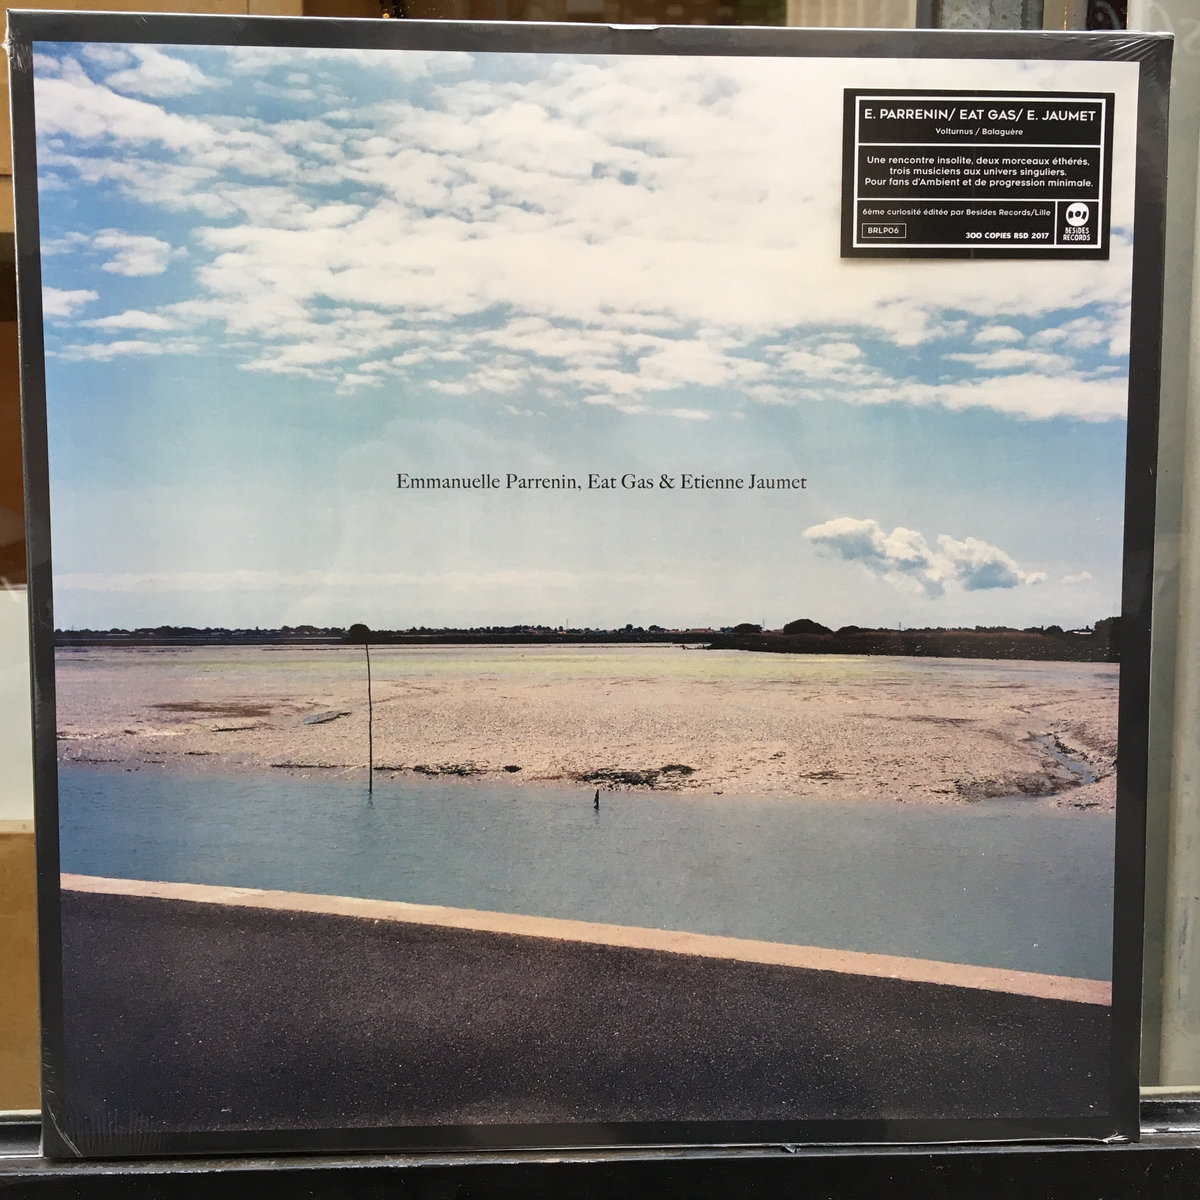 E. PARRENIN/ EAT GAS/ E. JAUMET
Volturnus / Balaguère
Une rencontre insolite, deux morceaux éthérés,
trois musiciens aux univers singuliers.
Pour fans d'Ambient et de progression minimale.
6ème curiosité éditée par Besides Records/Lille
BRLP06
300 COPIES RSD 2017
BESIDES
RECORDS
Emmanuelle Parrenin, Eat Gas & Etienne Jaumet